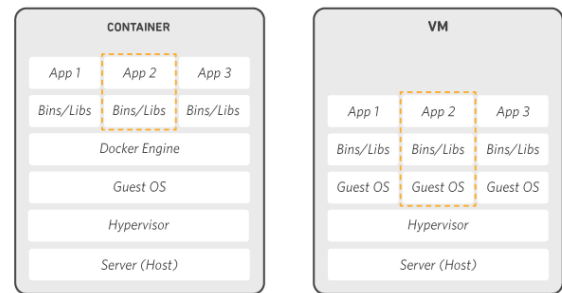 CONTAINER
App 1 App 2 App 3
Bins/Libs Bins/Libs Bins/Libs
Docker Engine
Guest OS
Hypervisor
Server (Host)
VM
App 1 App 2 App 3
Bins/Libs Bins/Libs Bins/Libs
Guest OS Guest OS Guest OS
Hypervisor
Server (Host)